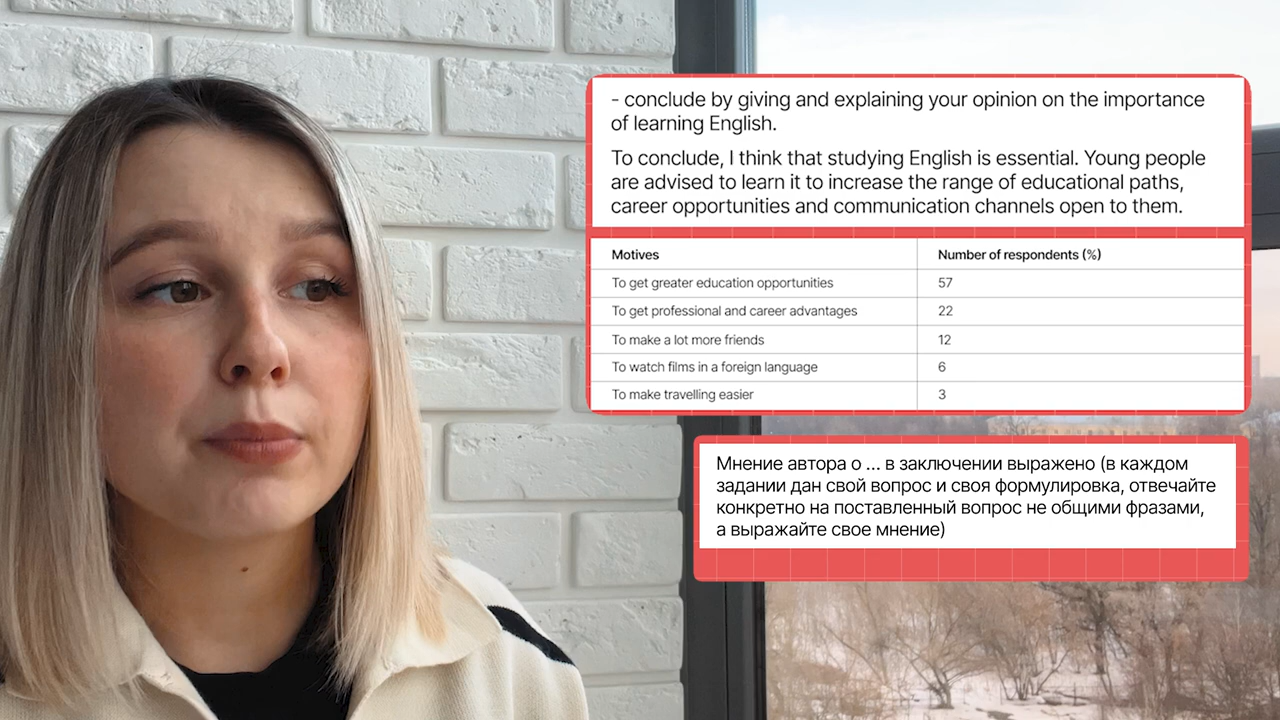 - conclude by giving and explaining your opinion on the importance
of learning English.
To conclude, I think that studying English is essential. Young people
are advised to learn it to increase the range of educational paths,
career opportunities and communication channels open to them.
Motives Number of respondents (%)
To get greater education opportunities 57
To get professional and career advantages 22
To make a lot more friends 12
To watch films in a foreign language 6
To make travelling easier 3
Мнение автора о ... в заключении выражено (в каждом
задании дан свой вопрос и своя формулировка, отвечайте
конкретно на поставленный вопрос не общими фразами,
а выражайте свое мнение)